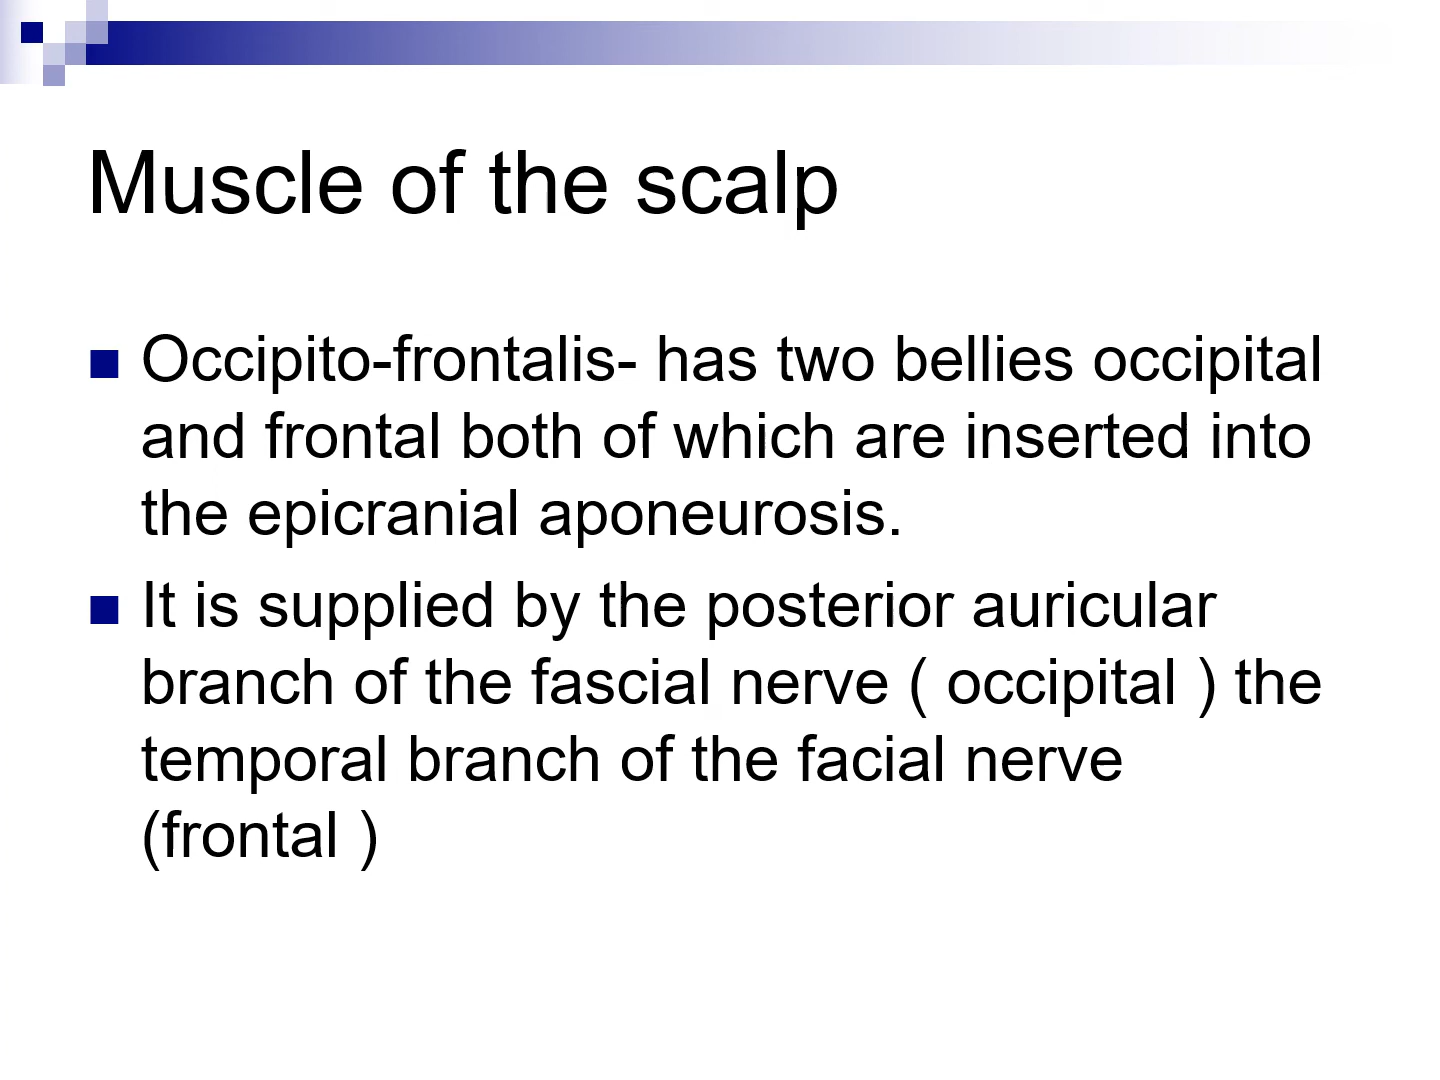 Muscle of the scalp
Occipito-frontalis- has two bellies occipital
and frontal both of which are inserted into
the epicranial aponeurosis.
It is supplied by the posterior auricular
branch of the fascial nerve ( occipital ) the
temporal branch of the facial nerve
(frontal )